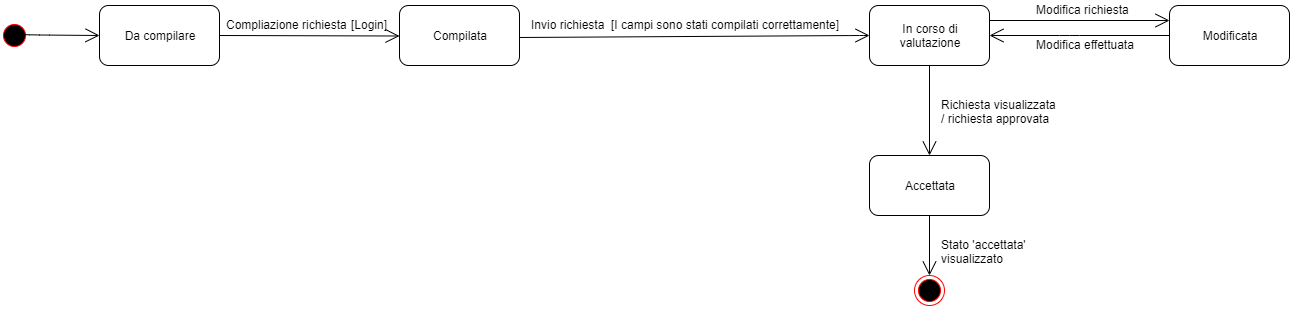 Da compilare
Compliazione richiesta [Login]
Compilata
Invio richiesta  [I campi sono stati compilati correttamente]
In corso di
valutazione
Modifica richiesta
Modifica effettuata
Modificata
Richiesta visualizzata
/ richiesta approvata
Accettata
Stato 'accettata'
visualizzato